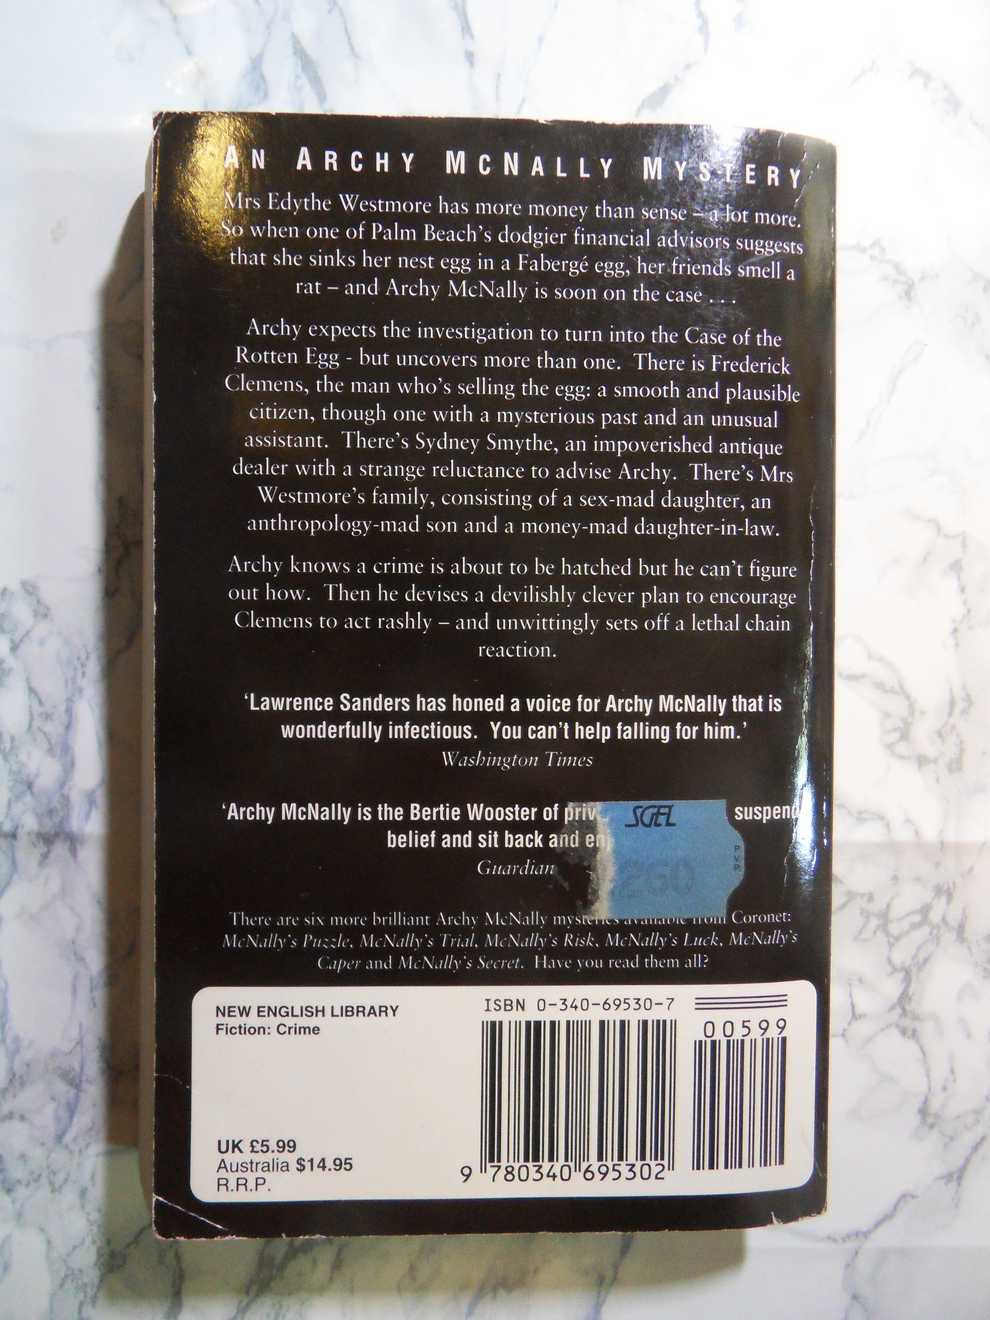 AN ARCHY MCNALLY MYSTERY
Mrs Edythe Westmore has more money than sense – a lot more.
So when one of Palm Beach's dodgier financial advisors suggests
that she sinks her nest egg in a Fabergé egg, her friends smell a
rat – and Archy McNally is soon on the case . . .
Archy expects the investigation to turn into the Case of the
Rotten Egg - but uncovers more than one. There is Frederick
Clemens, the man who's selling the egg: a smooth and plausible
citizen, though one with a mysterious past and an unusual
assistant. There's Sydney Smythe, an impoverished antique
dealer with a strange reluctance to advise Archy. There's Mrs
Westmore's family, consisting of a sex-mad daughter, an
anthropology-mad son and a money-mad daughter-in-law.
Archy knows a crime is about to be hatched but he can't figure
out how. Then he devises a devilishly clever plan to encourage
Clemens to act rashly – and unwittingly sets off a lethal chain
reaction.
'Lawrence Sanders has honed a voice for Archy McNally that is
wonderfully infectious. You can't help falling for him.'
Washington Times
'Archy McNally is the Bertie Wooster of priv suspend
belief and sit back and en
Guardian
SGEL
PVP
260
There are six more brilliant Archy McNally mysteries available from Coronet:
McNally's Puzzle, McNally's Trial, McNally's Risk, McNally's Luck, McNally's
Caper and McNally's Secret. Have you read them all?
NEW ENGLISH LIBRARY
Fiction: Crime
ISBN 0-340-69530-7
00599
UK £5.99
Australia $14.95
R.R.P.
9 780340 695302